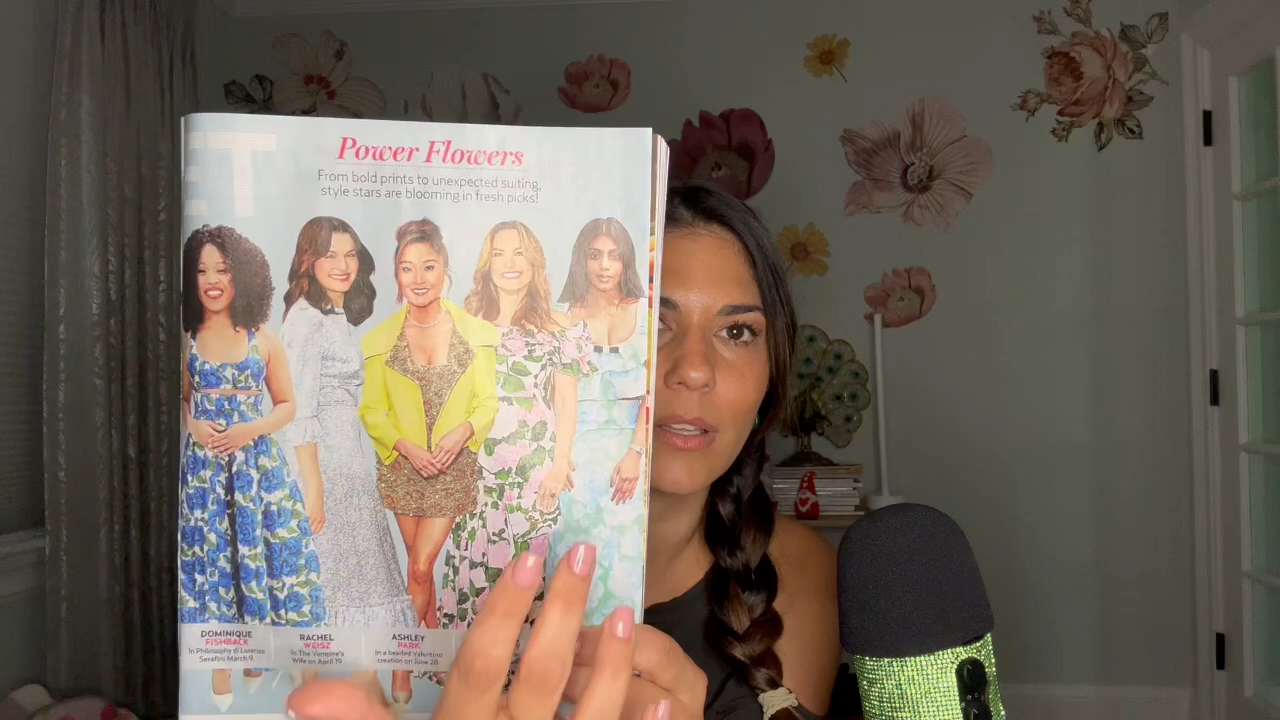 ET
Power Flowers
From bold prints to unexpected suiting,
style stars are blooming in fresh picks!
DOMINIQUE
FISHBACK
In Philosophy di Lorenzo
Serafini March 9.
RACHEL
WEISZ
In The Vampire's
Wife on April 19
ASHLEY
PARK
In a beaded Valentino
creation on June 28